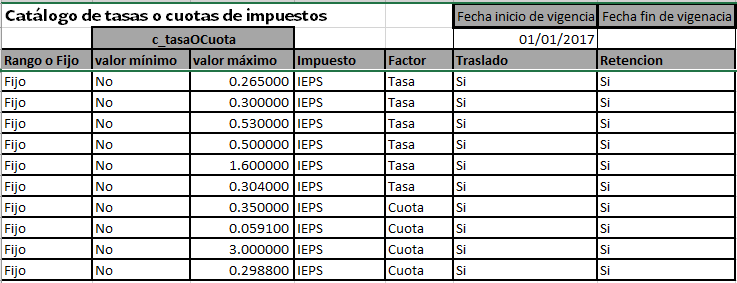 Catálogo de tasas o cuotas de impuestos Fecha inicio de vigencia Fecha fin de vigenacia
c_tasaOCuota 01/01/2017
Rango o Fijo valor mínimo valor máximo Impuesto Factor Traslado Retencion
Fijo No 0.265000 IEPS Tasa Si Si
Fijo No 0.300000 IEPS Tasa Si Si
Fijo No 0.530000 IEPS Tasa Si Si
Fijo No 0.500000 IEPS Tasa Si Si
Fijo No 1.600000 IEPS Tasa Si Si
Fijo No 0.304000 IEPS Tasa Si Si
Fijo No 0.350000 IEPS Cuota Si Si
Fijo No 0.059100 IEPS Cuota Si Si
Fijo No 3.000000 IEPS Cuota Si Si
Fijo No 0.298800 IEPS Cuota Si Si